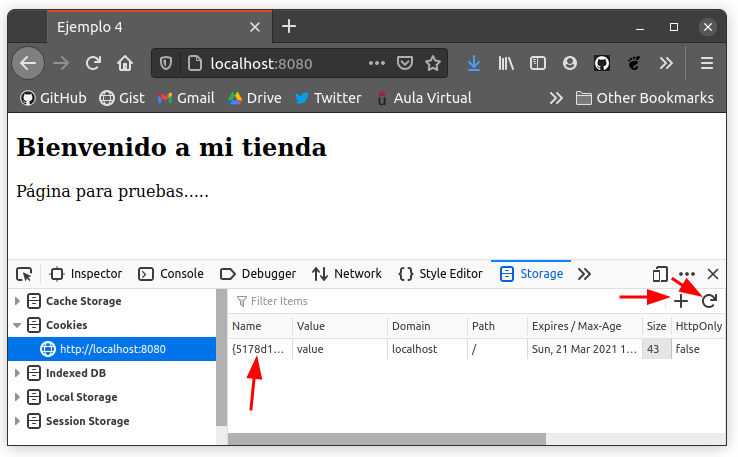 Ejemplo 4
localhost:8080
GitHub Gist Gmail Drive Twitter Aula Virtual Other Bookmarks
Bienvenido a mi tienda
Página para pruebas.....
Inspector Console Debugger Network Style Editor Storage
Cache Storage
Cookies
http://localhost:8080
Indexed DB
Local Storage
Session Storage
Filter Items
Name Value Domain Path Expires / Max-Age Size HttpOnly
{5178d1... value localhost / Sun, 21 Mar 2021 1... 43 false